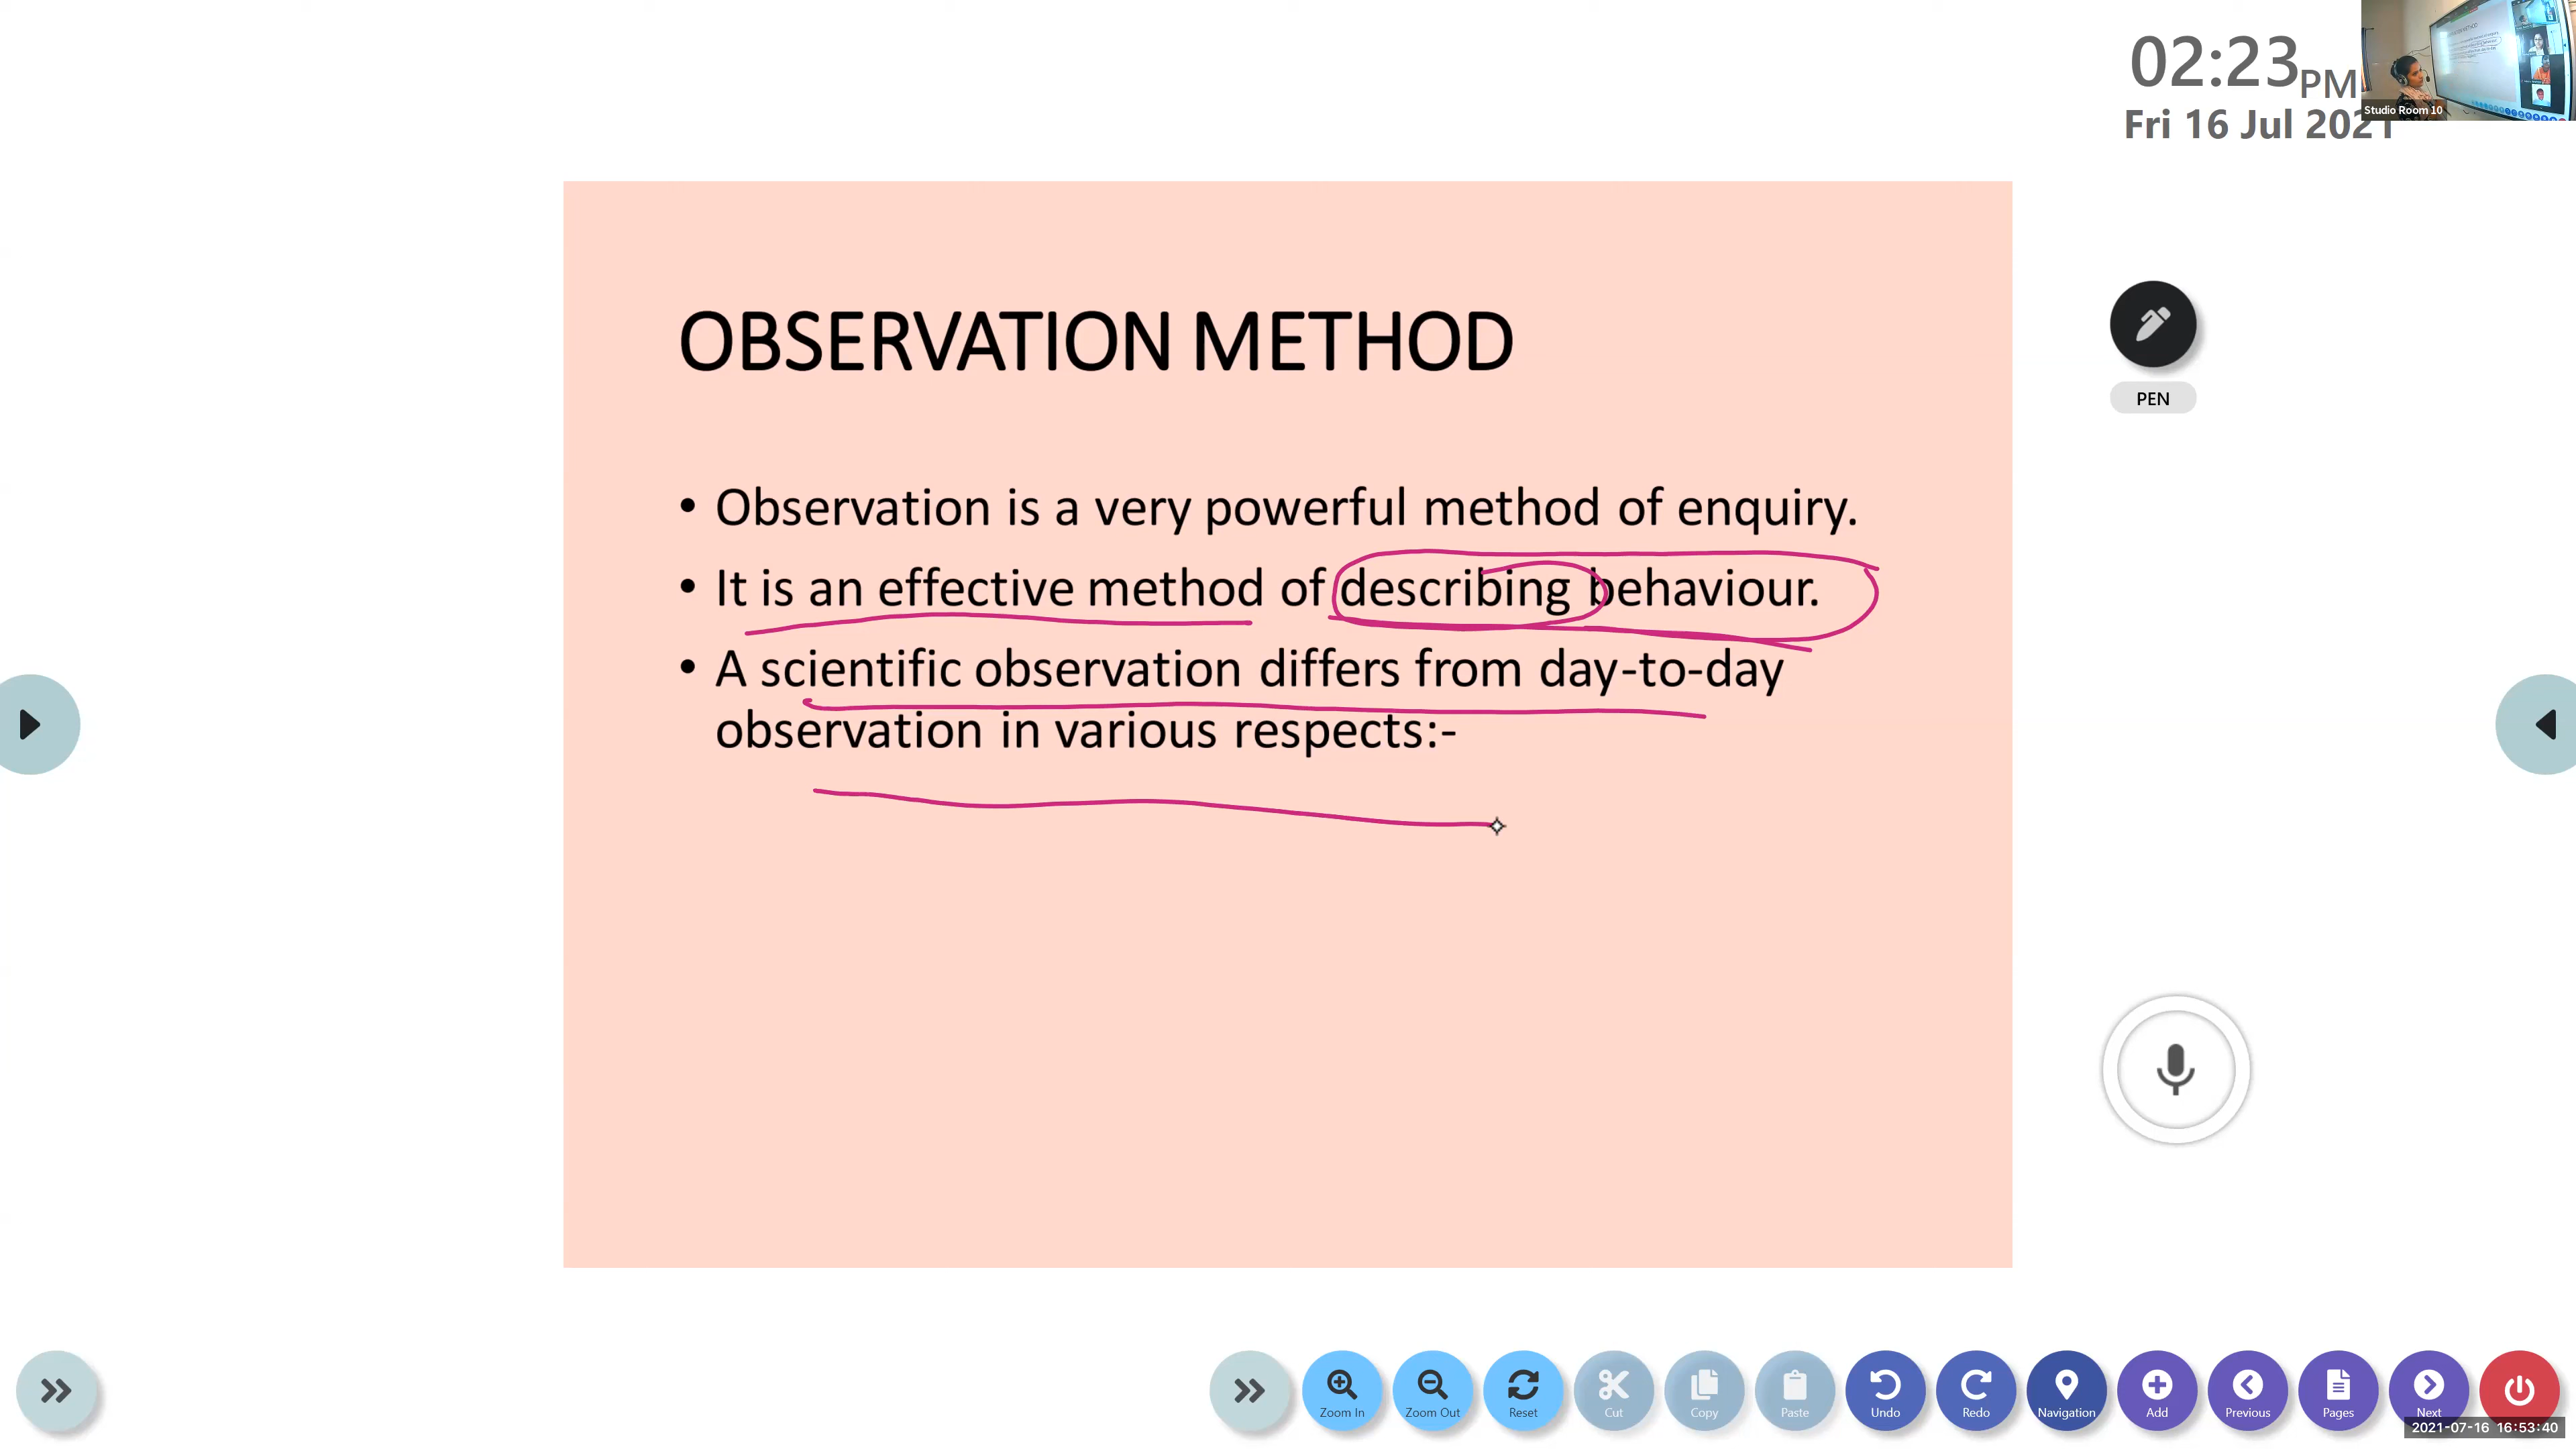 02:23 PM
Fri 16 Jul 2021
Studio Room 10
OBSERVATION METHOD
• Observation is a very powerful method of enquiry.
• It is an effective method of describing behaviour.
• A scientific observation differs from day-to-day
observation in various respects:-
PEN
Zoom In Zoom Out Reset Cut Copy Paste Undo Redo Navigation Add Previous Pages Next
2021-07-16 16:53:40